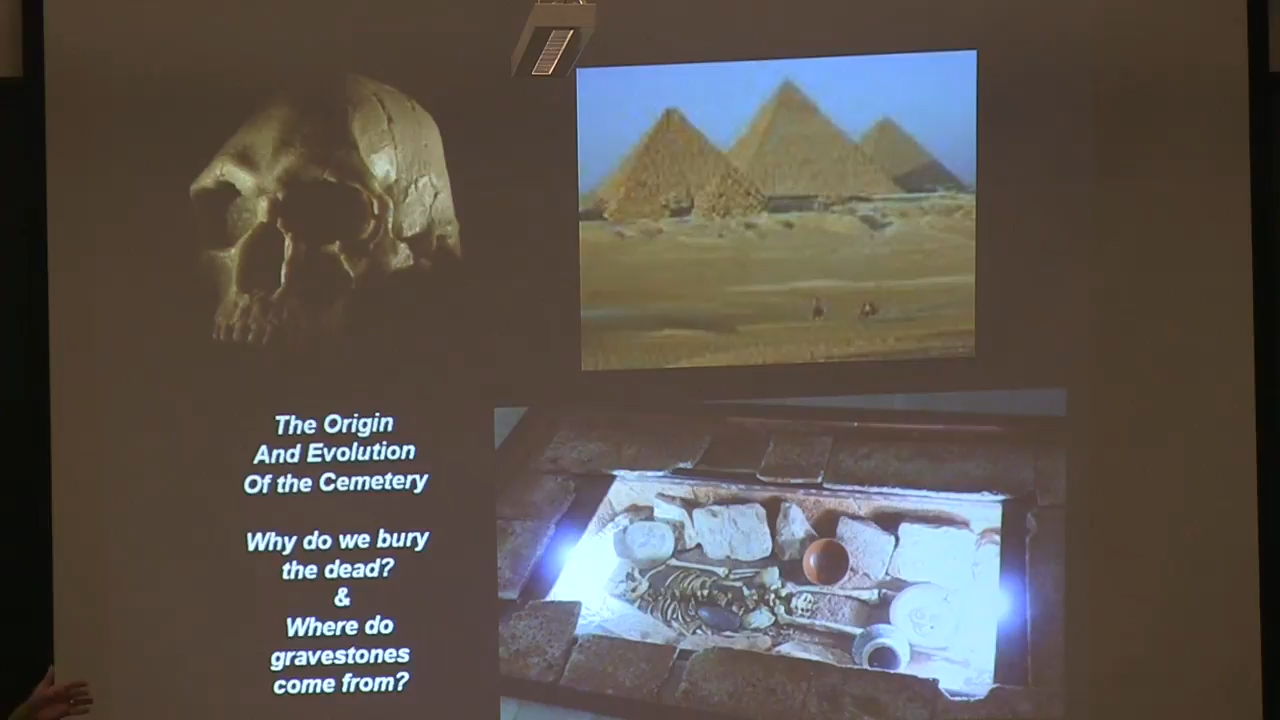 The Origin
And Evolution
Of the Cemetery
Why do we bury
the dead?
&
Where do
gravestones
come from?